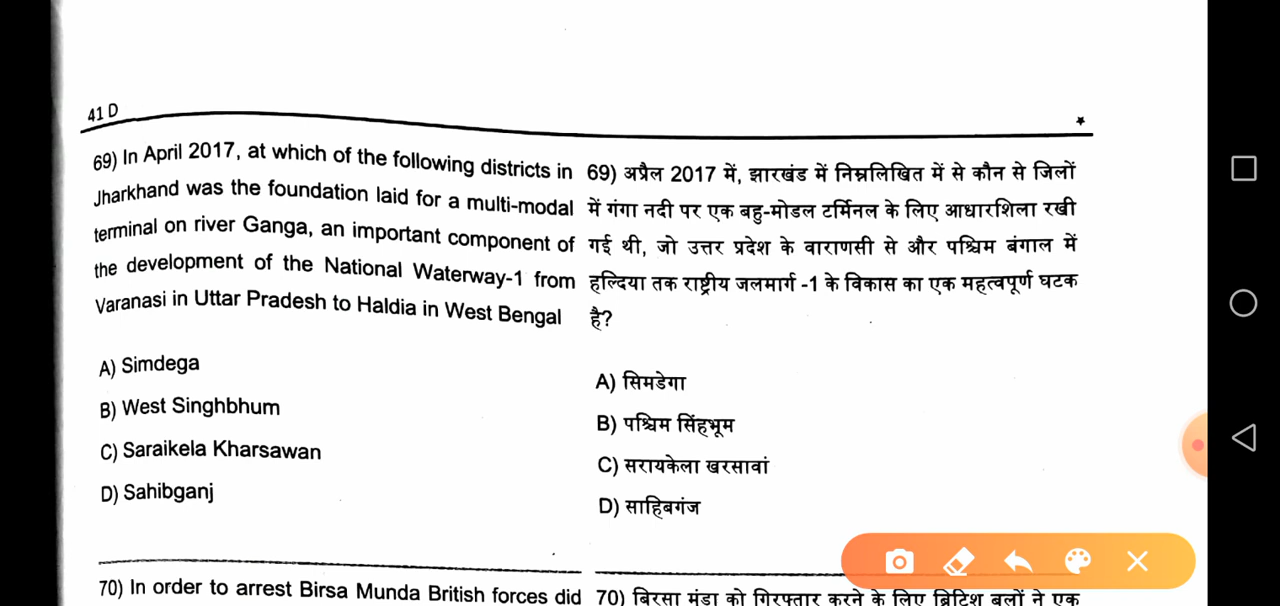 41 D
69) In April 2017, at which of the following districts in
Jharkhand was the foundation laid for a multi-modal
terminal on river Ganga, an important component of
the development of the National Waterway-1 from
Varanasi in Uttar Pradesh to Haldia in West Bengal
A) Simdega
B) West Singhbhum
C) Saraikela Kharsawan
D) Sahibganj
69) अप्रैल 2017 में, झारखंड में निम्नलिखित में से कौन से जिलों
में गंगा नदी पर एक बहु-मोडल टर्मिनल के लिए आधारशिला रखी
गई थी, जो उत्तर प्रदेश के वाराणसी से और पश्चिम बंगाल में
हल्दिया तक राष्ट्रीय जलमार्ग -1 के विकास का एक महत्वपूर्ण घटक
है?
A) सिमडेगा
B) पश्चिम सिंहभूम
C) सरायकेला खरसावां
D) साहिबगंज
70) In order to arrest Birsa Munda British forces did
70) बिरसा मुंडा को गिरफ्तार करने के लिए ब्रिटिश बलों ने एक